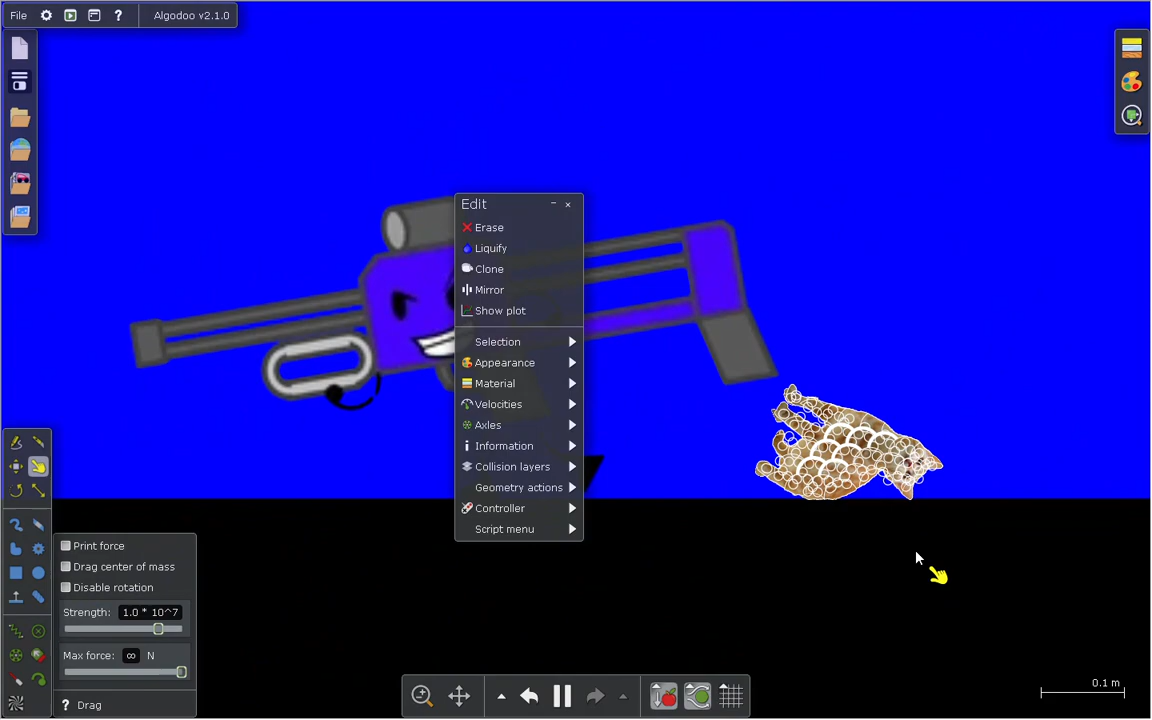 File
?
Algodoo v2.1.0
Edit
Erase
Liquify
Clone
Mirror
Show plot
Selection
Appearance
Material
Velocities
Axles
Information
Collision layers
Geometry actions
Controller
Script menu
Print force
Drag center of mass
Disable rotation
Strength: 1.0 * 10^7
Max force: ∞ N
? Drag
0.1 m